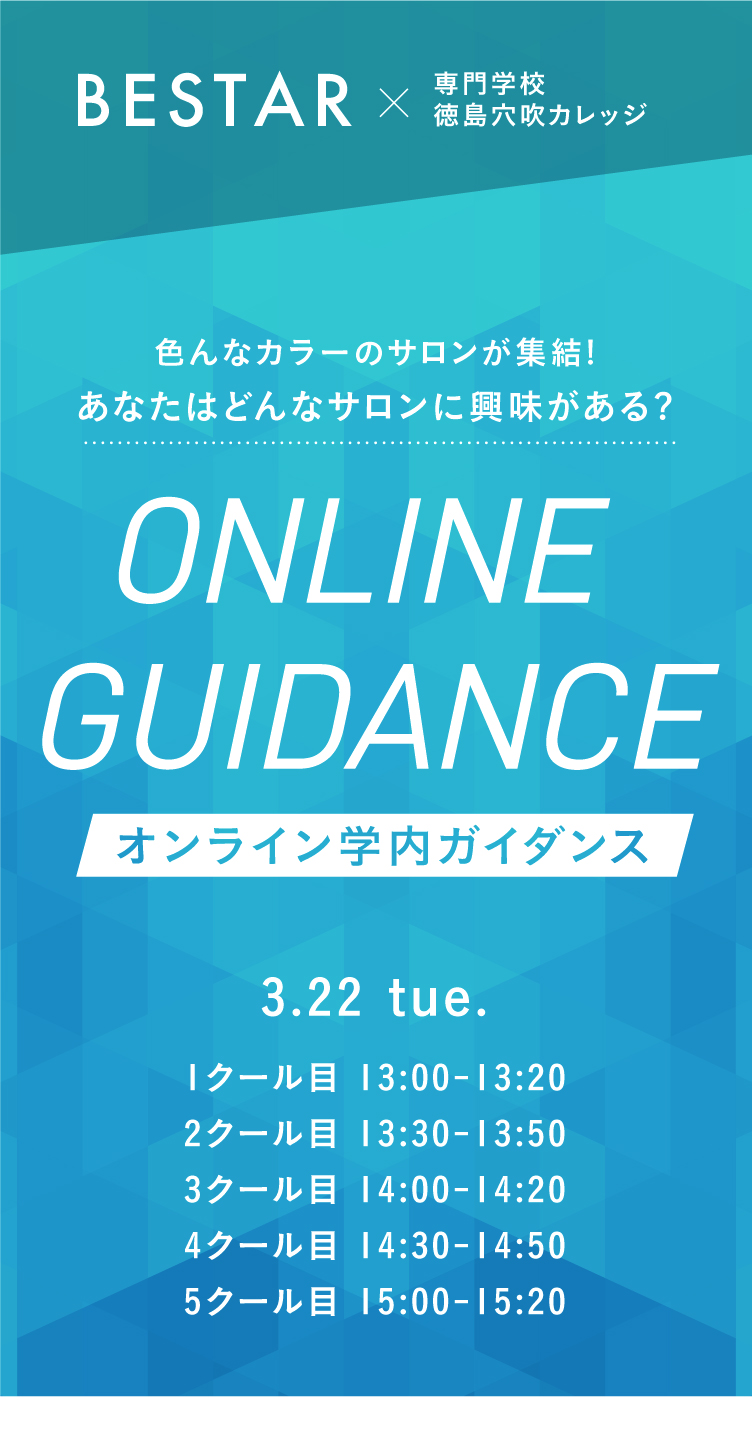 BESTAR × 専門学校
徳島穴吹カレッジ
色んなカラーのサロンが集結!
あなたはどんなサロンに興味がある?
ONLINE
GUIDANCE
オンライン学内ガイダンス
3.22 tue.
1クール目 13:00-13:20
2クール目 13:30-13:50
3クール目 14:00-14:20
4クール目 14:30-14:50
5クール目 15:00-15:20